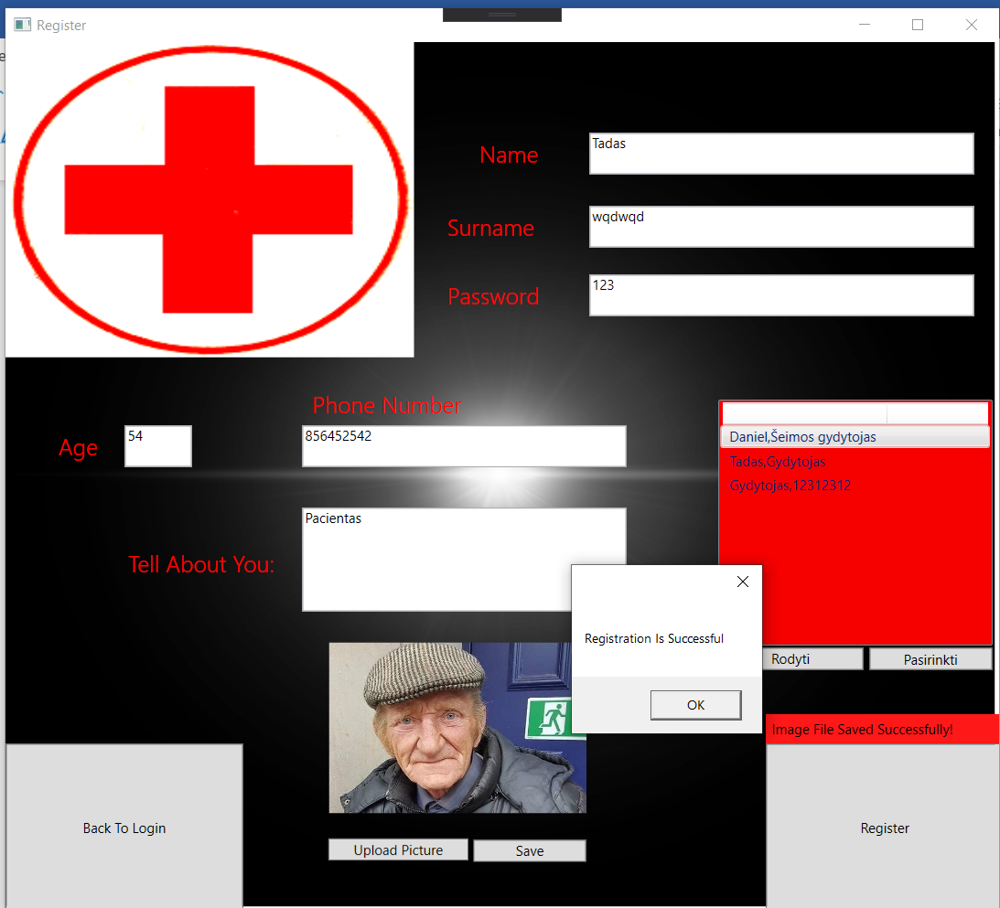 Register
Name
Tadas
Surname
wqdwqd
Password
123
Phone Number
Age
54
856452542
Daniel,Šeimos gydytojas
Tadas,Gydytojas
Gydytojas,12312312
Tell About You:
Pacientas
Registration Is Successful
OK
Rodyti
Pasirinkti
Image File Saved Successfully!
Back To Login
Register
Upload Picture
Save